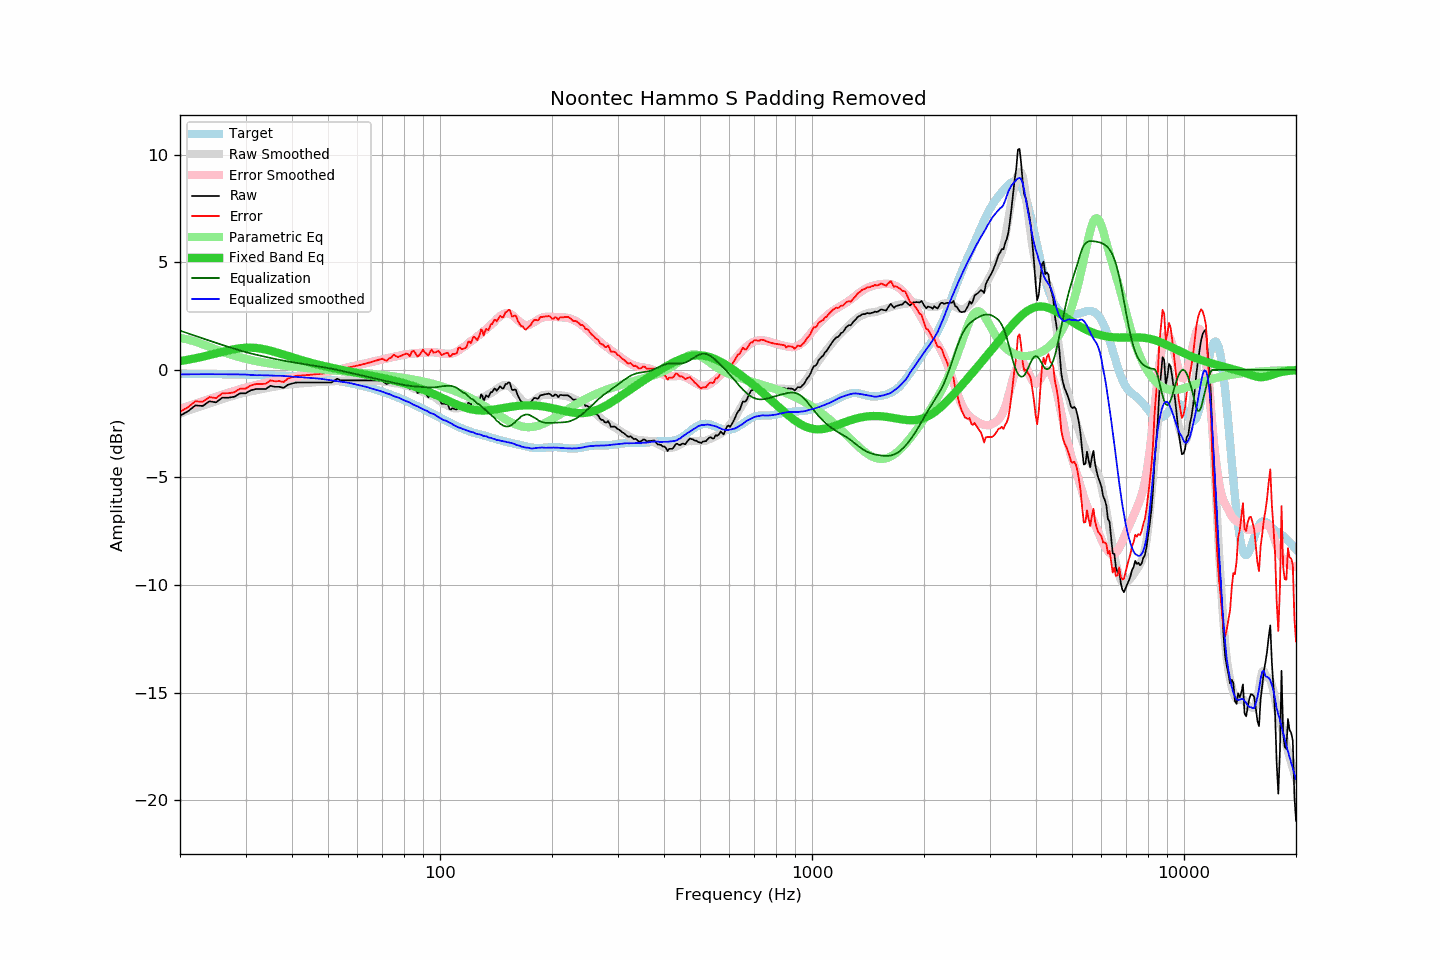 Noontec Hammo S Padding Removed
Target
Raw Smoothed
Error Smoothed
Raw
Error
Parametric Eq
Fixed Band Eq
Equalization
Equalized smoothed
10
5
0
−5
−10
−15
−20
Amplitude (dBr)
100
1000
10000
Frequency (Hz)